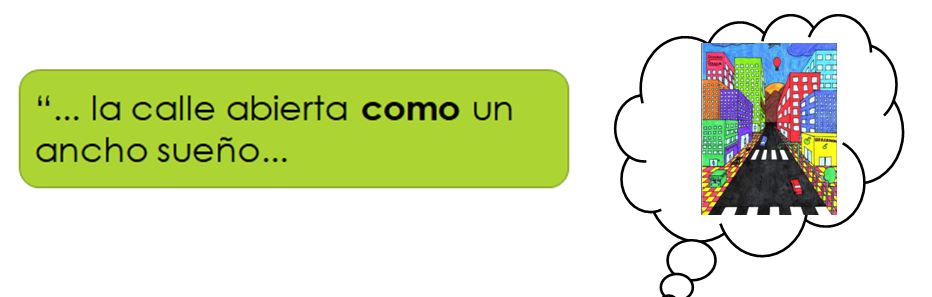 “... la calle abierta como un
ancho sueño...